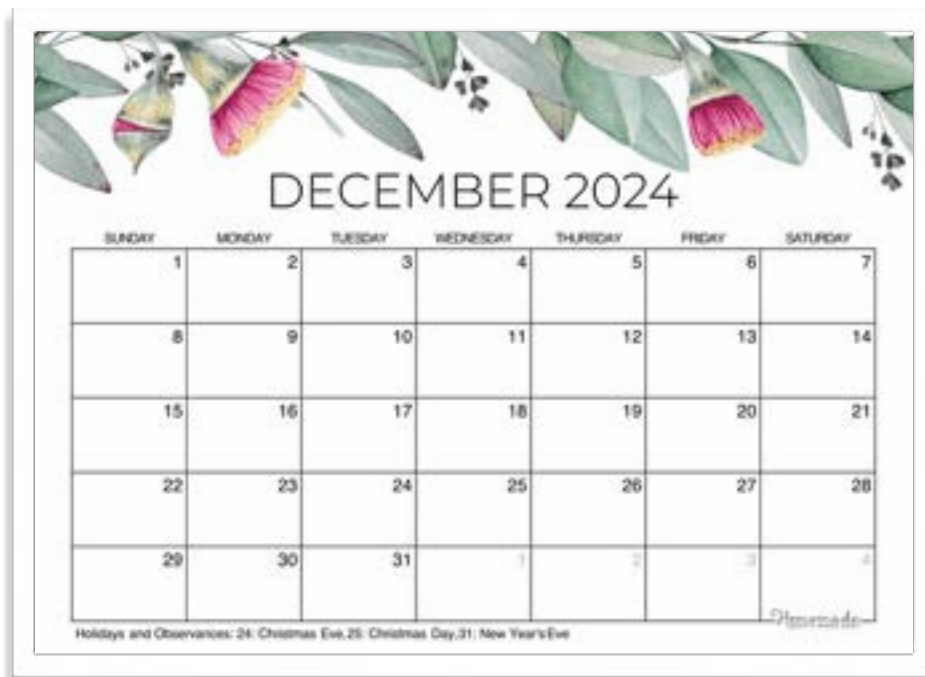 DECEMBER 2024
SUNDAY MONDAY TUESDAY WEDNESDAY THURSDAY FRIDAY SATURDAY
1 2 3 4 5 6 7
8 9 10 11 12 13 14
15 16 17 18 19 20 21
22 23 24 25 26 27 28
29 30 31 1 2 3 4
Holidays and Observances: 24: Christmas Eve,25: Christmas Day,31: New Year's Eve